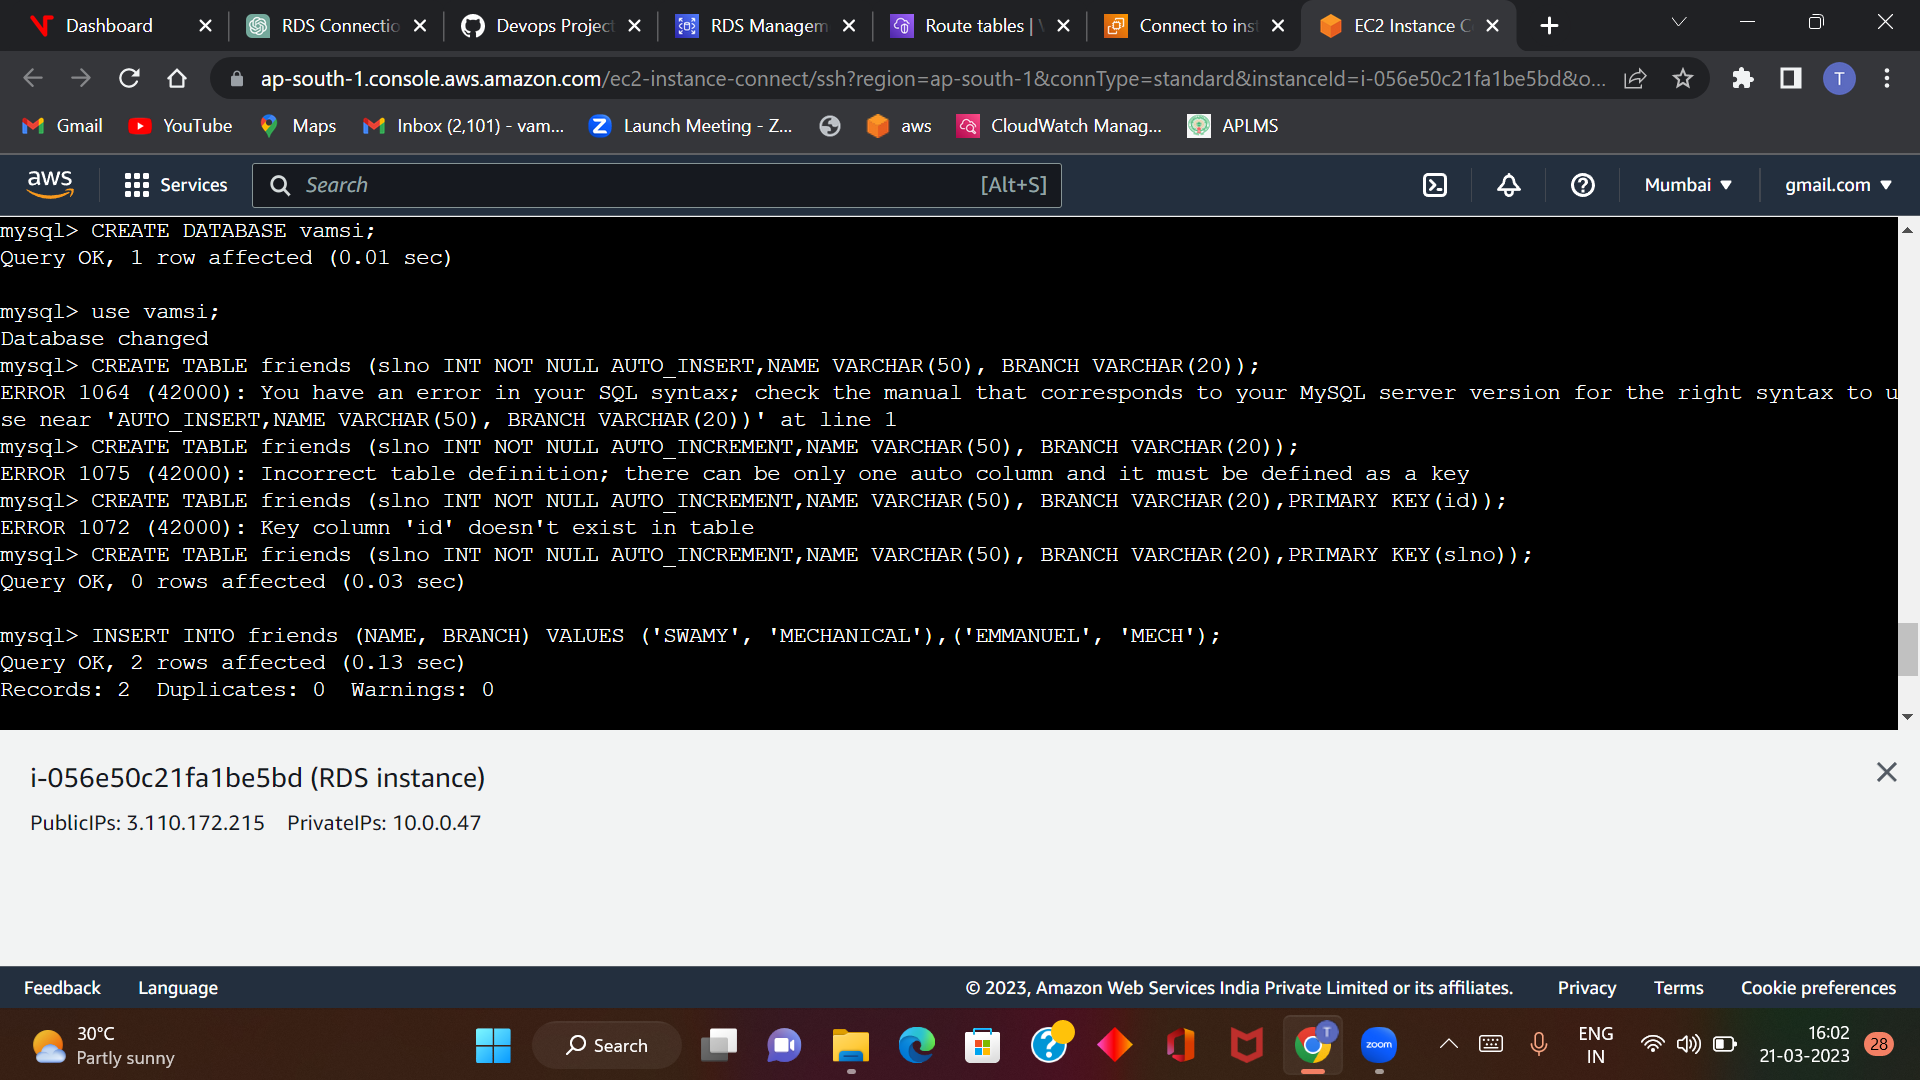 Dashboard
RDS Connectio
Devops Project
RDS Managem
Route tables |
Connect to inst
EC2 Instance C
ap-south-1.console.aws.amazon.com/ec2-instance-connect/ssh?region=ap-south-1&connType=standard&instanceId=i-056e50c21fa1be5bd&o...
T
Gmail
YouTube
Maps
Inbox (2,101) - vam...
Launch Meeting - Z...
aws
CloudWatch Manag...
APLMS
aws
Services
Search
[Alt+S]
Mumbai
gmail.com
mysql> CREATE DATABASE vamsi;
Query OK, 1 row affected (0.01 sec)
mysql> use vamsi;
Database changed
mysql> CREATE TABLE friends (slno INT NOT NULL AUTO_INSERT,NAME VARCHAR(50), BRANCH VARCHAR(20));
ERROR 1064 (42000): You have an error in your SQL syntax; check the manual that corresponds to your MySQL server version for the right syntax to u
se near 'AUTO_INSERT,NAME VARCHAR(50), BRANCH VARCHAR(20))' at line 1
mysql> CREATE TABLE friends (slno INT NOT NULL AUTO_INCREMENT,NAME VARCHAR(50), BRANCH VARCHAR(20));
ERROR 1075 (42000): Incorrect table definition; there can be only one auto column and it must be defined as a key
mysql> CREATE TABLE friends (slno INT NOT NULL AUTO_INCREMENT,NAME VARCHAR(50), BRANCH VARCHAR(20),PRIMARY KEY(id));
ERROR 1072 (42000): Key column 'id' doesn't exist in table
mysql> CREATE TABLE friends (slno INT NOT NULL AUTO_INCREMENT,NAME VARCHAR(50), BRANCH VARCHAR(20),PRIMARY KEY(slno));
Query OK, 0 rows affected (0.03 sec)
mysql> INSERT INTO friends (NAME, BRANCH) VALUES ('SWAMY', 'MECHANICAL'),('EMMANUEL', 'MECH');
Query OK, 2 rows affected (0.13 sec)
Records: 2  Duplicates: 0  Warnings: 0
i-056e50c21fa1be5bd (RDS instance)
PublicIPs: 3.110.172.215    PrivateIPs: 10.0.0.47
Feedback
Language
© 2023, Amazon Web Services India Private Limited or its affiliates.
Privacy
Terms
Cookie preferences
30°C
Partly sunny
Search
T
zoom
ENG
IN
16:02
21-03-2023
28